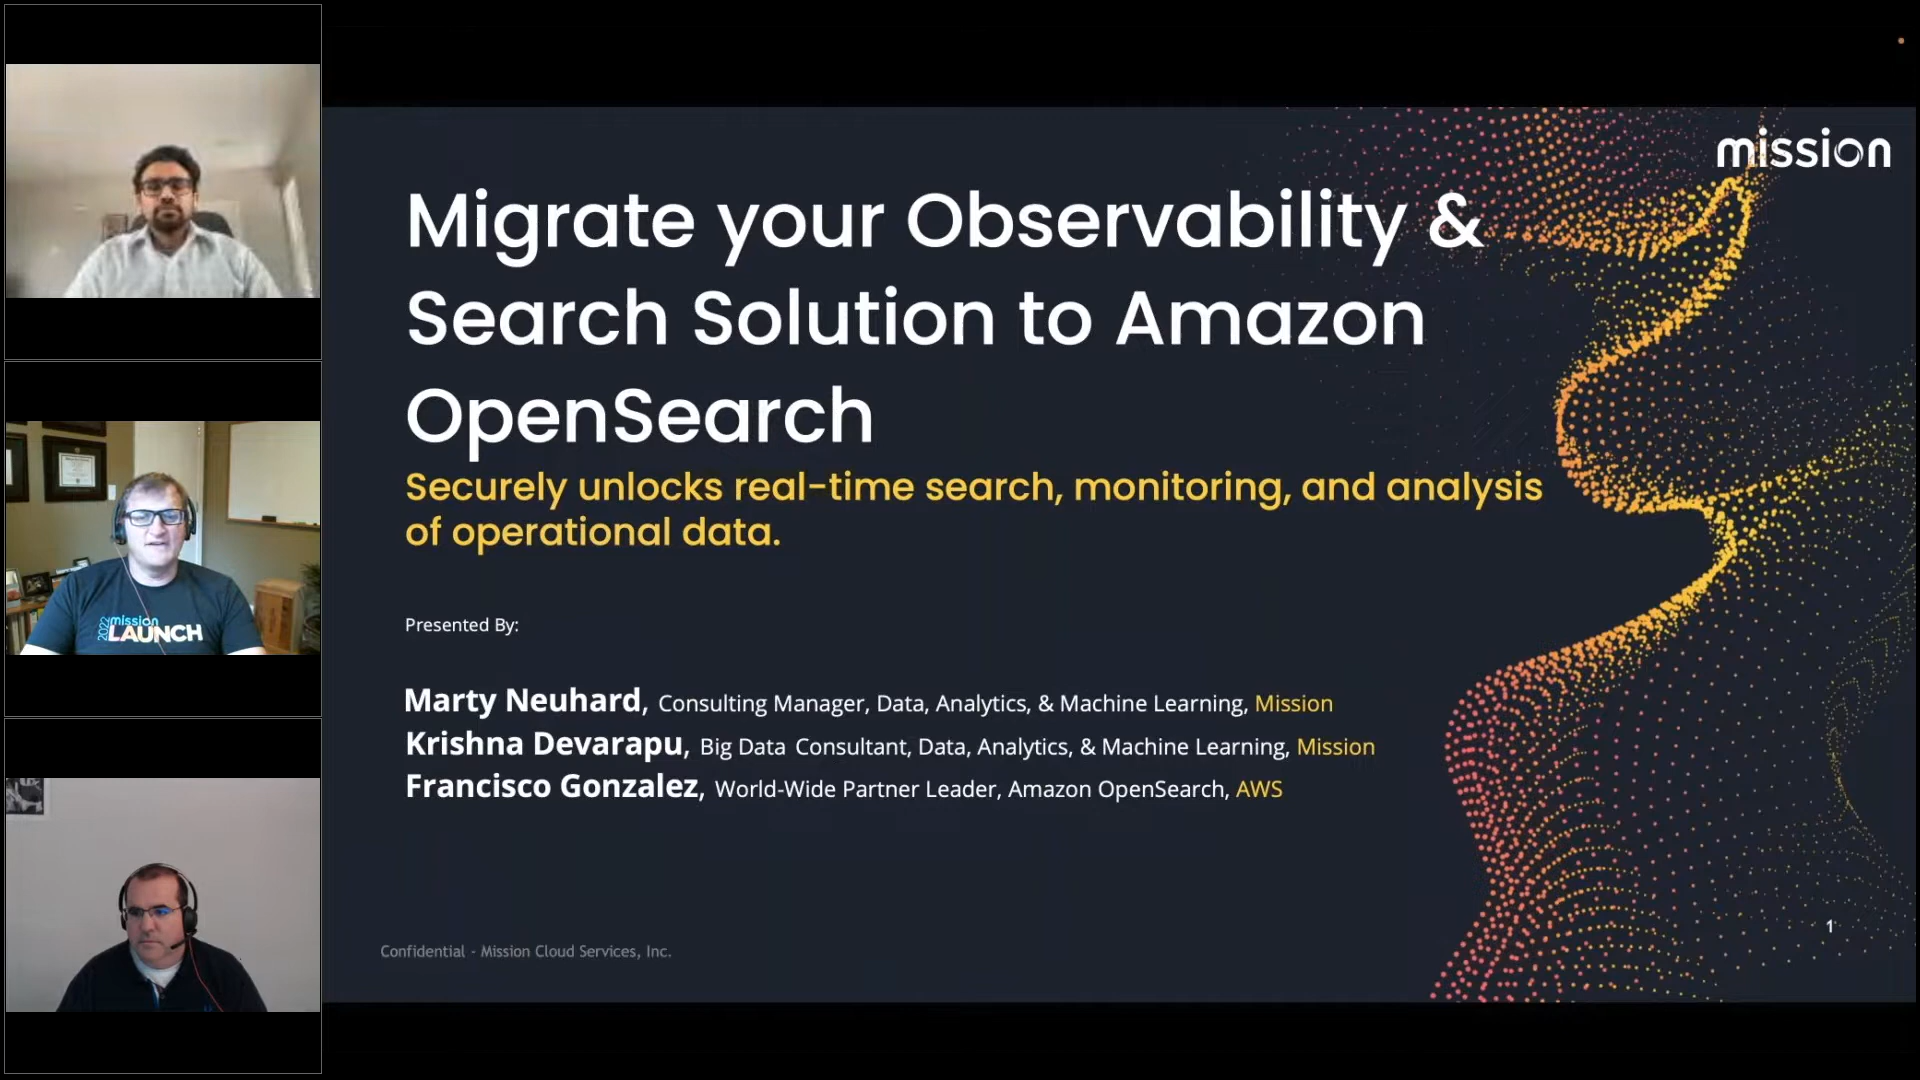 mission
Migrate your Observability &
Search Solution to Amazon
OpenSearch
Securely unlocks real-time search, monitoring, and analysis
of operational data.
Presented By:
Marty Neuhard, Consulting Manager, Data, Analytics, & Machine Learning, Mission
Krishna Devarapu, Big Data Consultant, Data, Analytics, & Machine Learning, Mission
Francisco Gonzalez, World-Wide Partner Leader, Amazon OpenSearch, AWS
Confidential - Mission Cloud Services, Inc.
1
2022
mission
LAUNCH